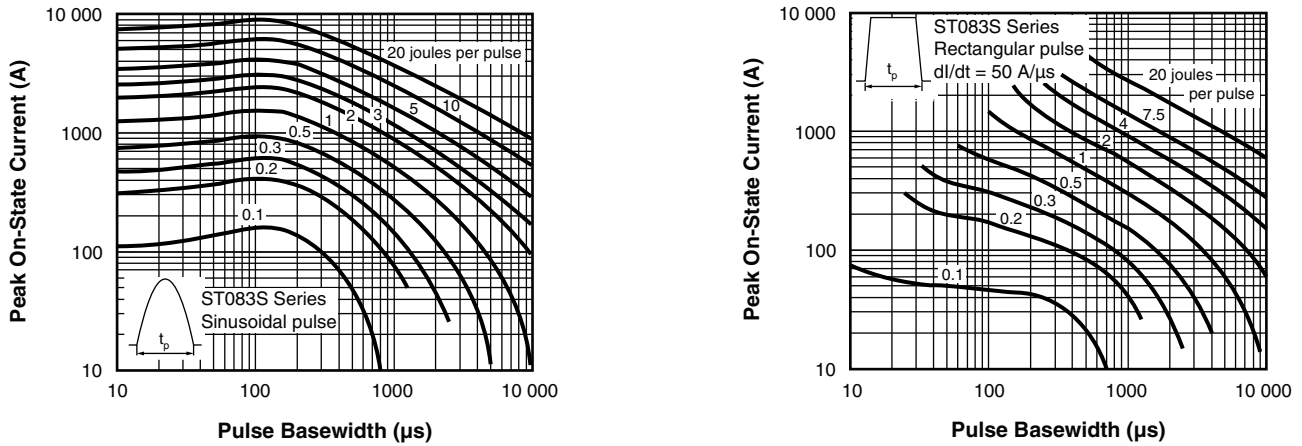 Peak On-State Current (A)
10 000
1000
100
10
20 joules per pulse
10
5
3
2
1
0.5
0.3
0.2
0.1
tp
ST083S Series
Sinusoidal pulse
10
100
1000
10 000
Pulse Basewidth (µs)
Peak On-State Current (A)
10 000
1000
100
10
tp
ST083S Series
Rectangular pulse
dI/dt = 50 A/µs
20 joules
per pulse
7.5
4
2
1
0.5
0.3
0.2
0.1
10
100
1000
10 000
Pulse Basewidth (µs)